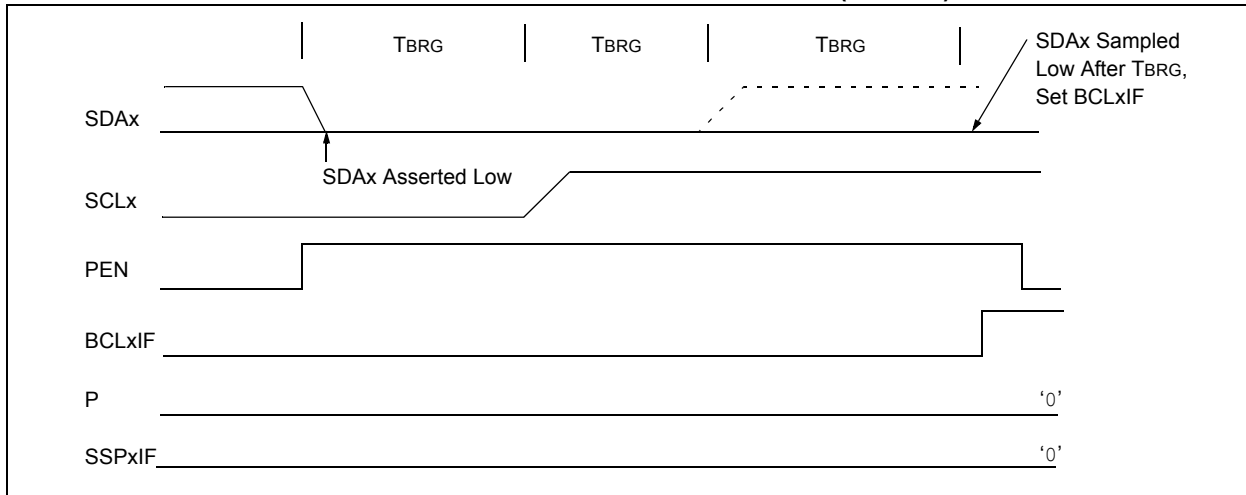 TBRG TBRG TBRG
SDAx Sampled
Low After TBRG,
Set BCLxIF
SDAx
SDAx Asserted Low
SCLx
PEN
BCLxIF
P ‘0’
SSPxIF ‘0’